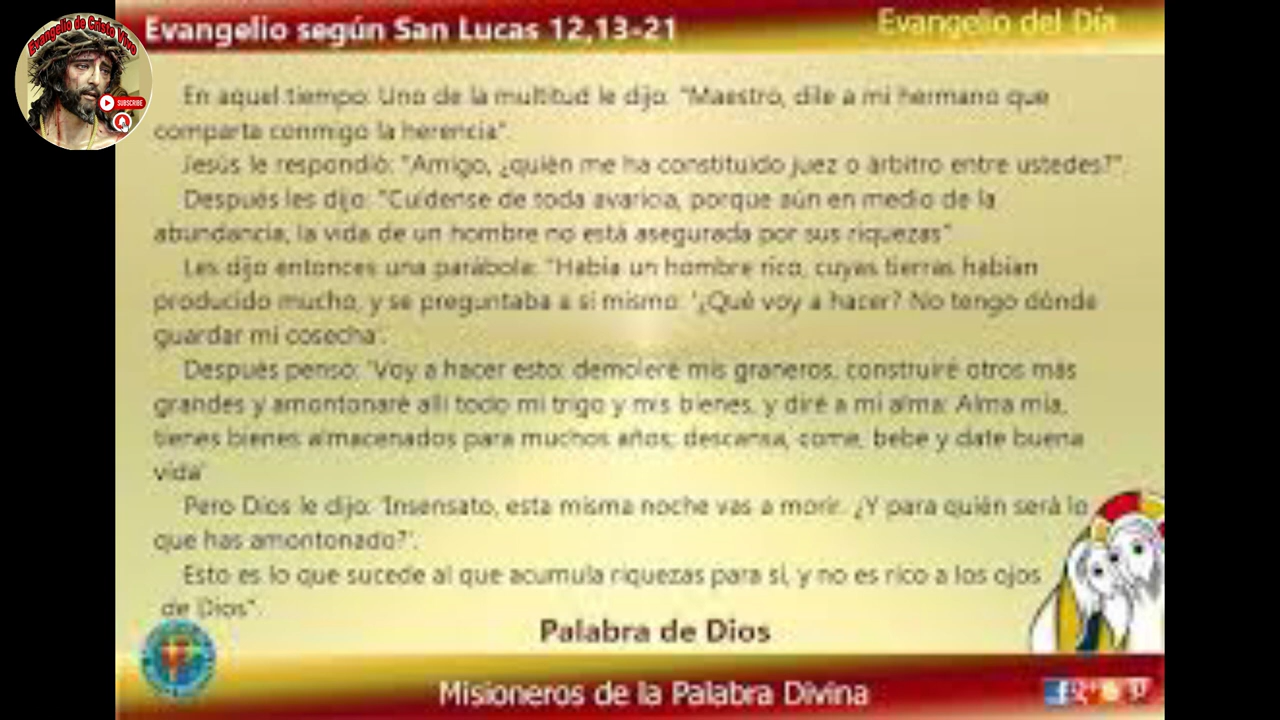 Evangelio de Cristo Vivo
SUBSCRIBE
Evangelio según San Lucas 12,13-21
Evangelio del Día
En aquel tiempo: Uno de la multitud le dijo: "Maestro, dile a mi hermano que
comparta conmigo la herencia".
Jesús le respondió: "Amigo, ¿quién me ha constituido juez o árbitro entre ustedes?".
Después les dijo: "Cuídense de toda avaricia, porque aún en medio de la
abundancia, la vida de un hombre no está asegurada por sus riquezas"
Les dijo entonces una parábola: "Había un hombre rico, cuyas tierras habían
producido mucho, y se preguntaba a sí mismo: '¿Qué voy a hacer? No tengo dónde
guardar mi cosecha'.
Después pensó: 'Voy a hacer esto: demoleré mis graneros, construiré otros más
grandes y amontonaré allí todo mi trigo y mis bienes, y diré a mi alma: Alma mía,
tienes bienes almacenados para muchos años; descansa, come, bebe y date buena
vida'
Pero Dios le dijo: 'Insensato, esta misma noche vas a morir. ¿Y para quién será lo
que has amontonado?'.
Esto es lo que sucede al que acumula riquezas para sí, y no es rico a los ojos
de Dios".
Palabra de Dios
Misioneros de la Palabra Divina